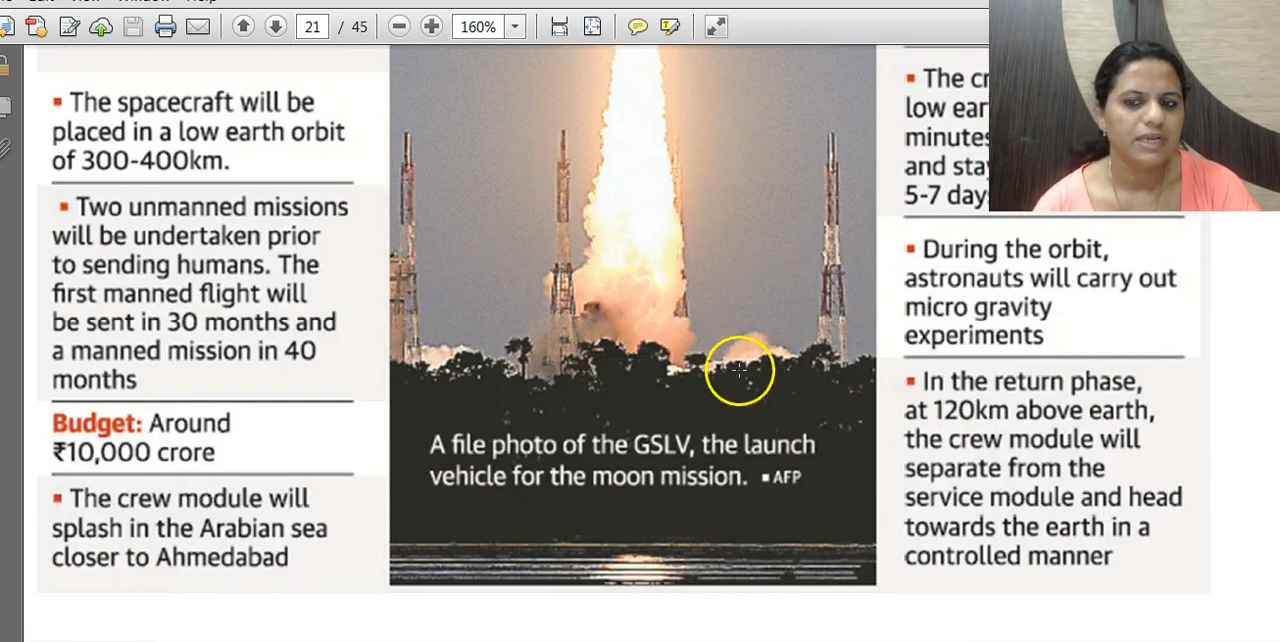 21 / 45
160%
▪ The spacecraft will be
placed in a low earth orbit
of 300-400km.
▪ Two unmanned missions
will be undertaken prior
to sending humans. The
first manned flight will
be sent in 30 months and
a manned mission in 40
months
Budget: Around
₹10,000 crore
▪ The crew module will
splash in the Arabian sea
closer to Ahmedabad
A file photo of the GSLV, the launch
vehicle for the moon mission. ▪ AFP
▪ The
low
minutes
and
5-7
▪ During the orbit,
astronauts will carry out
micro gravity
experiments
▪ In the return phase,
at 120km above earth,
the crew module will
separate from the
service module and head
towards the earth in a
controlled manner